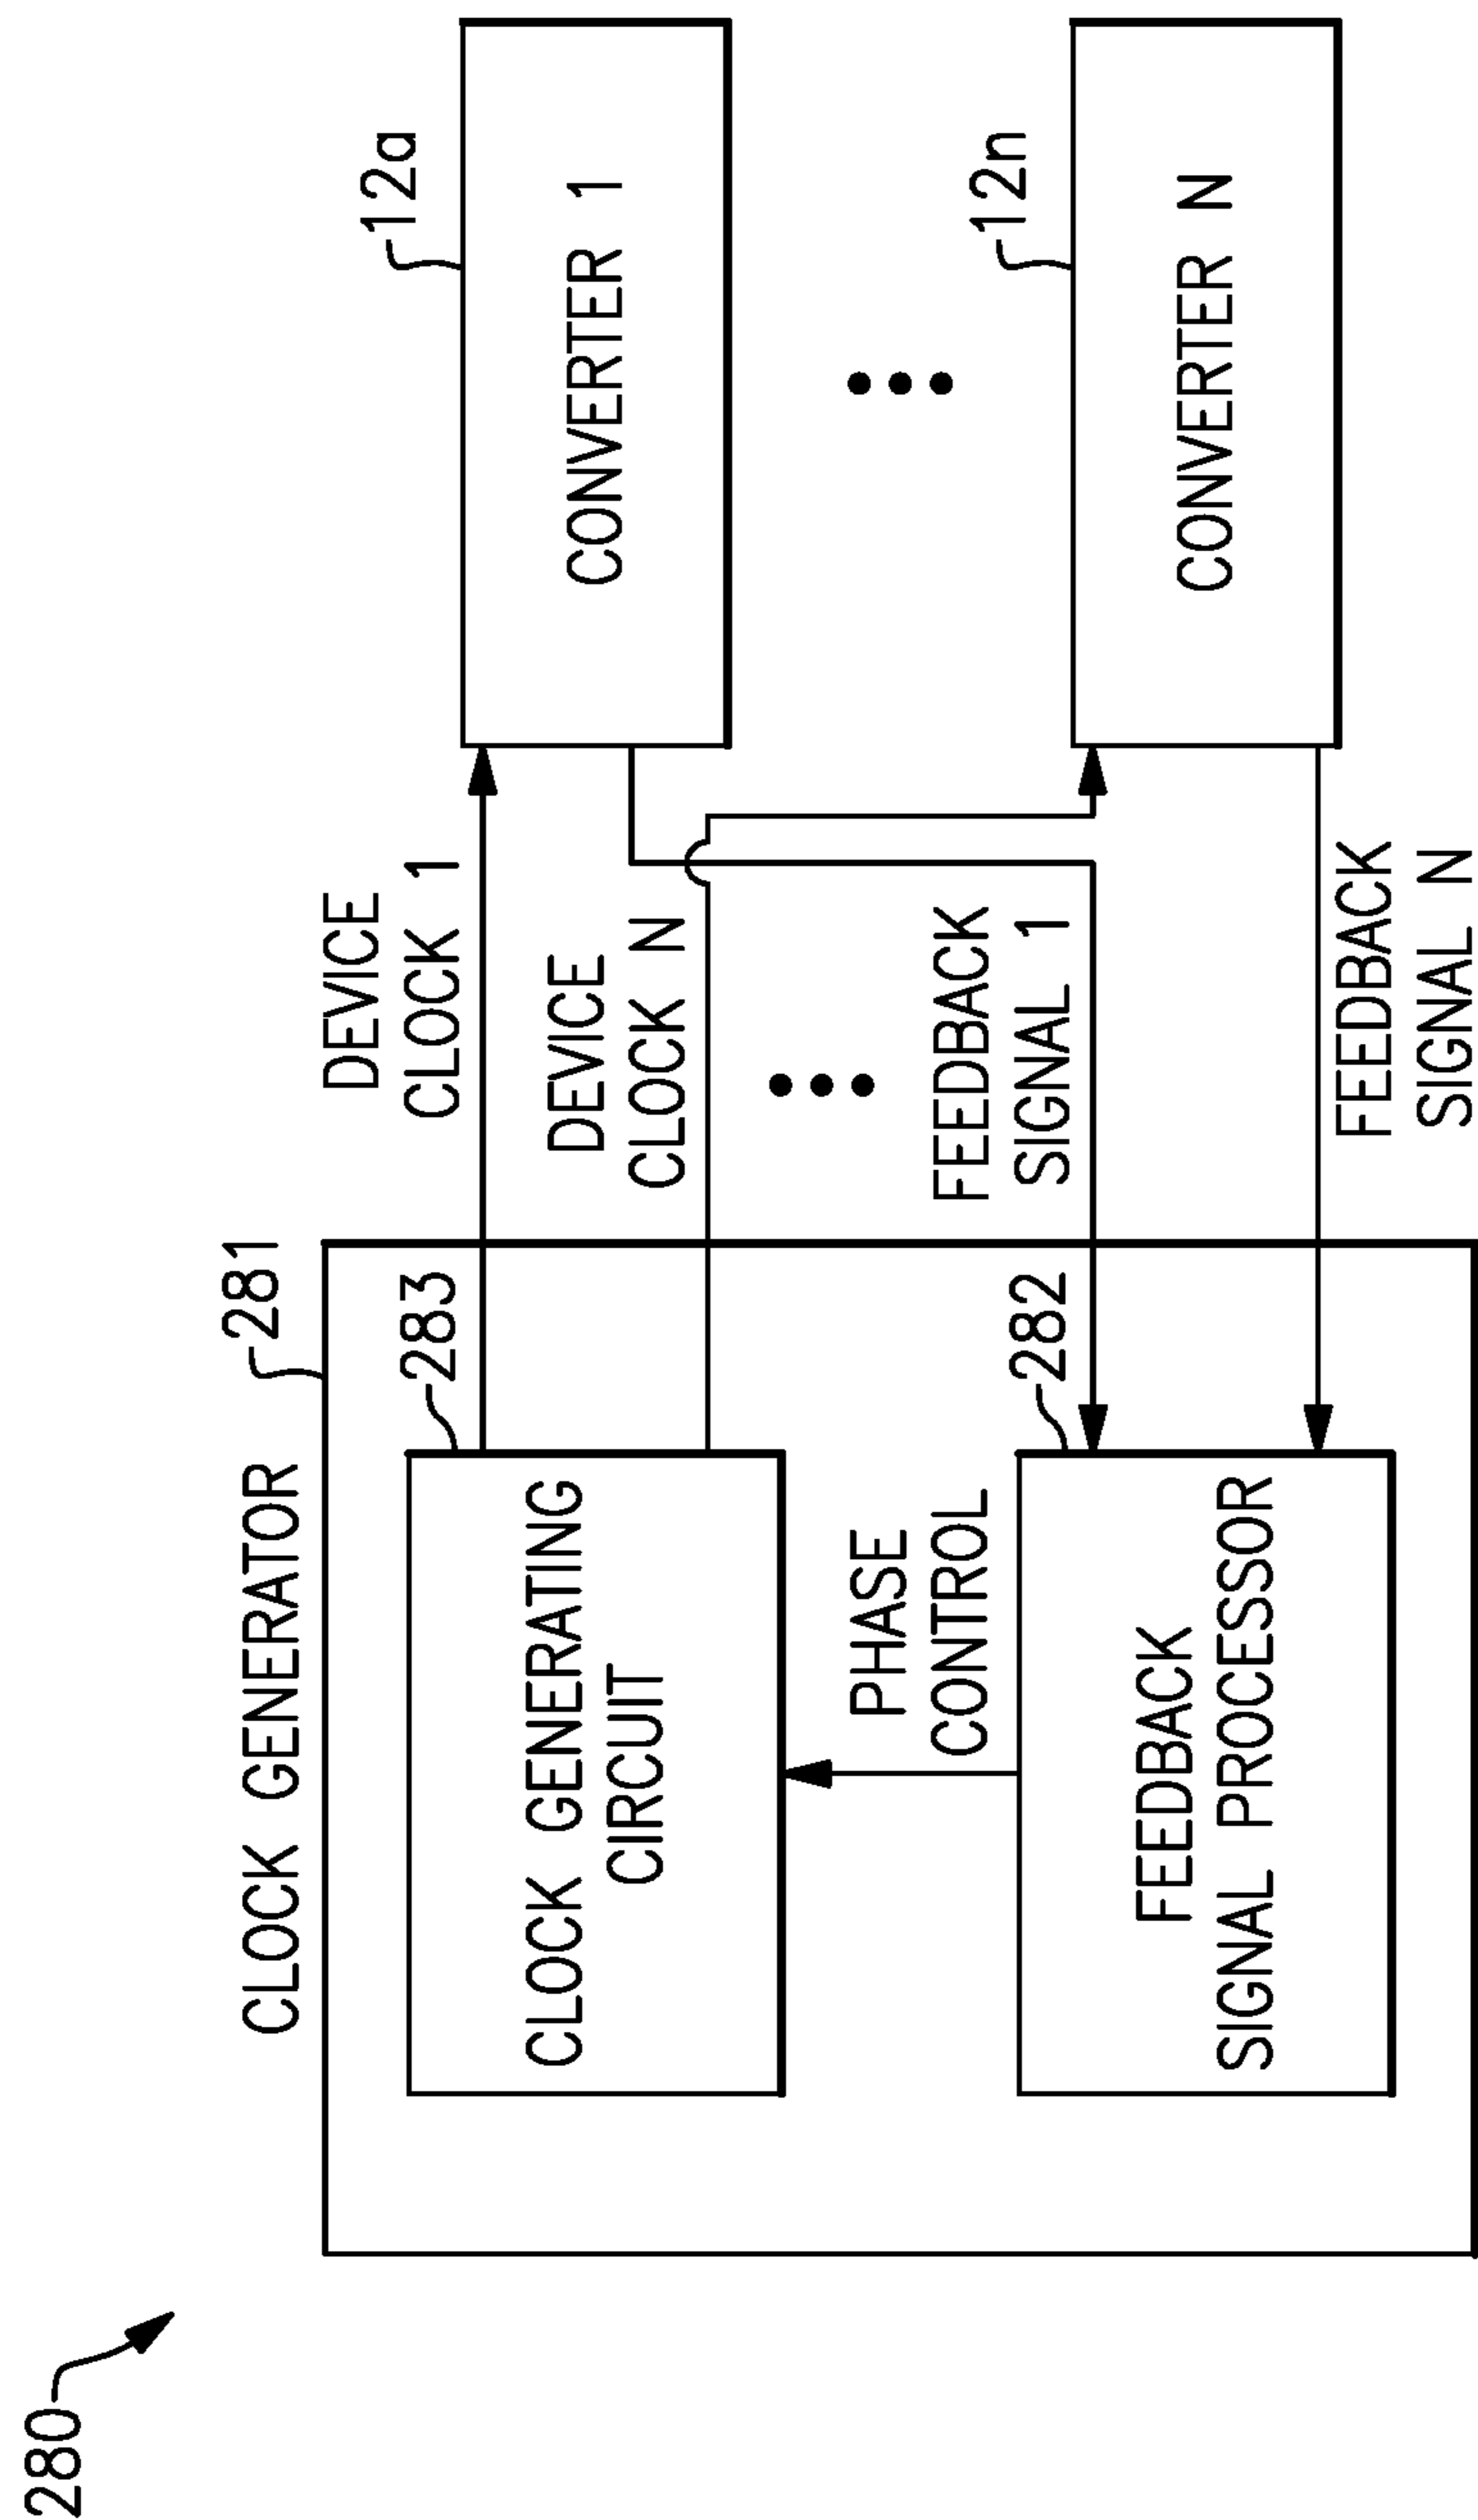 280
CLOCK GENERATOR
281
CLOCK GENERATING
CIRCUIT
283
PHASE
CONTROL
FEEDBACK
SIGNAL PROCESSOR
282
DEVICE
CLOCK 1
DEVICE
CLOCK N
FEEDBACK
SIGNAL 1
FEEDBACK
SIGNAL N
12a
CONVERTER 1
12n
CONVERTER N